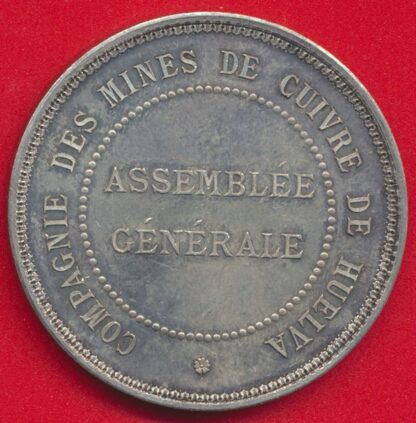 COMPAGNIE DES MINES DE CUIVRE DE HUELVA
ASSEMBLÉE
GÉNÉRALE